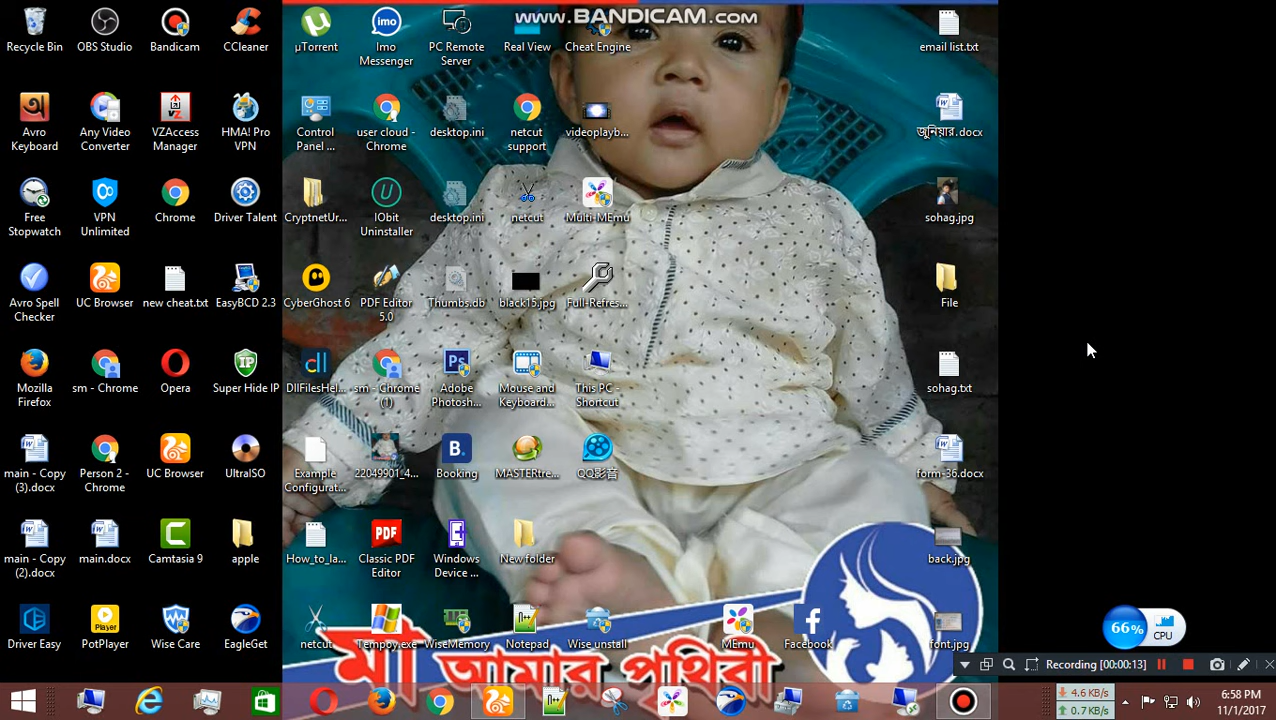 www.BANDICAM.com
Recycle Bin
OBS Studio
Bandicam
CCleaner
µTorrent
Imo
Messenger
PC Remote
Server
Real View
Cheat Engine
email list.txt
Avro
Keyboard
Any Video
Converter
VZAccess
Manager
HMA! Pro
VPN
Control
Panel ...
user cloud -
Chrome
desktop.ini
netcut
support
videoplayb...
জুনিয়ার.docx
Free
Stopwatch
VPN
Unlimited
Chrome
Driver Talent
CryptnetUr...
IObit
Uninstaller
desktop.ini
netcut
Multi-MEmu
sohag.jpg
Avro Spell
Checker
UC Browser
new cheat.txt
EasyBCD 2.3
CyberGhost 6
PDF Editor
5.0
Thumbs.db
black15.jpg
Full-Refres...
File
Mozilla
Firefox
sm - Chrome
Opera
Super Hide IP
DllFilesHel...
sm - Chrome
(1)
Adobe
Photosh...
Mouse and
Keyboard...
This PC -
Shortcut
sohag.txt
main - Copy
(3).docx
Person 2 -
Chrome
UC Browser
UltraISO
Example
Configurat...
22049901_4...
Booking
MASTERtre...
QQ影音
form-36.docx
main - Copy
(2).docx
main.docx
Camtasia 9
apple
How_to_la...
Classic PDF
Editor
Windows
Device ...
New folder
back.jpg
Driver Easy
PotPlayer
Wise Care
EagleGet
netcut
Tempoy.exe
WiseMemory
Notepad
Wise unstall
MEmu
Facebook
font.jpg
মা আমার পৃথিবী
66%
CPU
Recording [00:00:13]
4.6 KB/s
0.7 KB/s
6:58 PM
11/1/2017